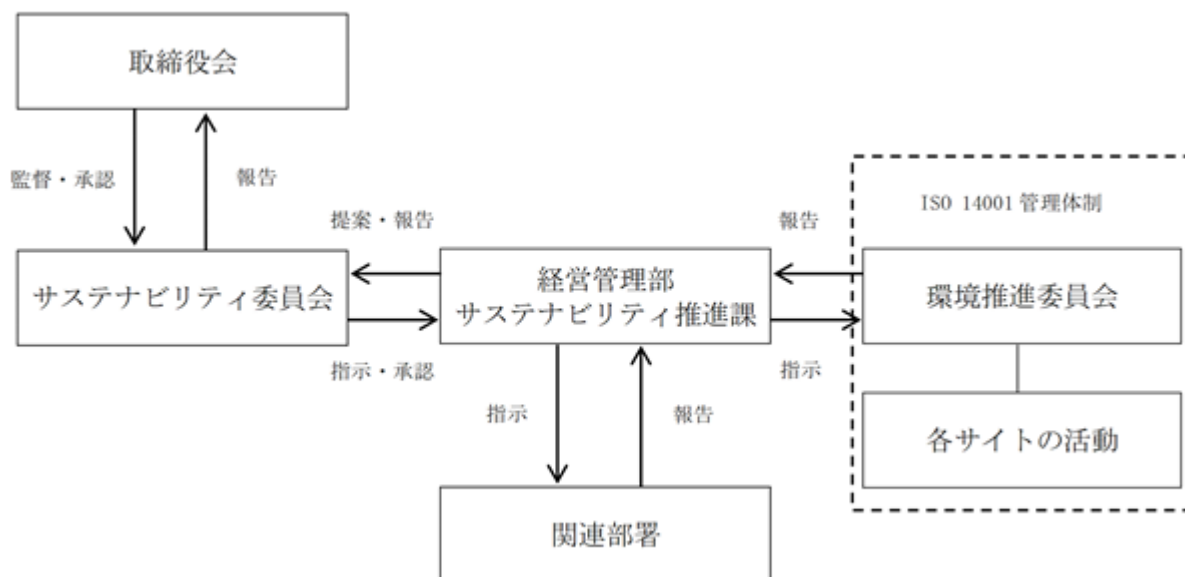 取締役会
監督・承認
報告
サステナビリティ委員会
提案・報告
指示・承認
経営管理部
サステナビリティ推進課
報告
指示
ISO 14001 管理体制
環境推進委員会
各サイトの活動
指示
報告
関連部署